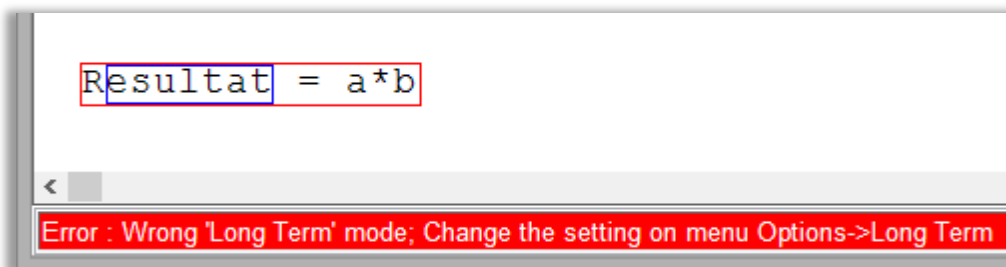 Resultat = a*b
Error : Wrong 'Long Term' mode; Change the setting on menu Options->Long Term